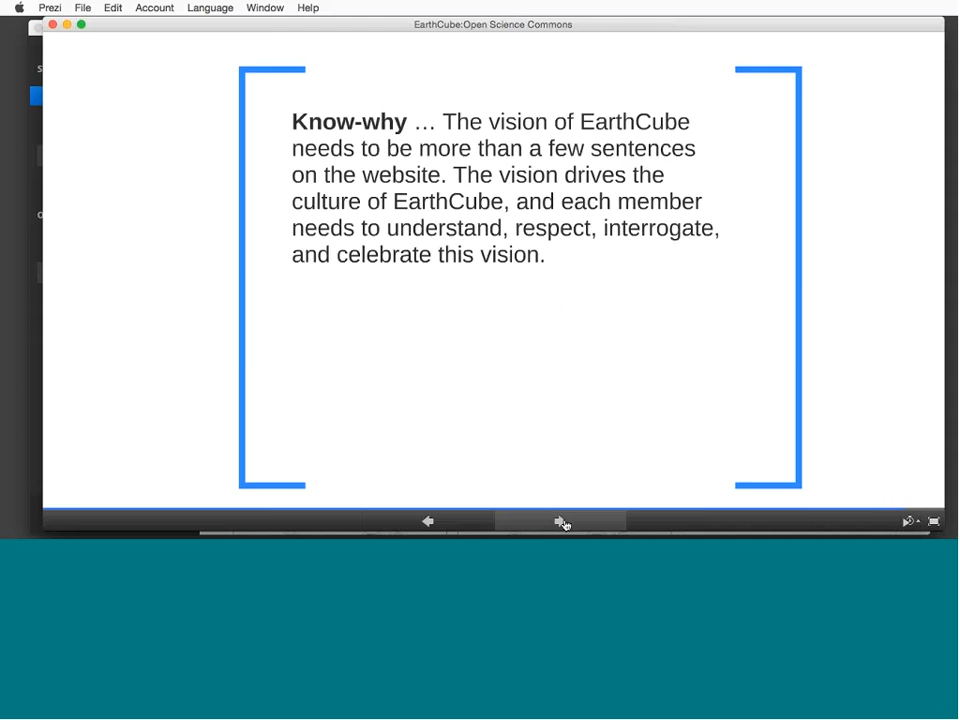 Prezi File Edit Account Language Window Help
EarthCube:Open Science Commons
Know-why … The vision of EarthCube
needs to be more than a few sentences
on the website. The vision drives the
culture of EarthCube, and each member
needs to understand, respect, interrogate,
and celebrate this vision.